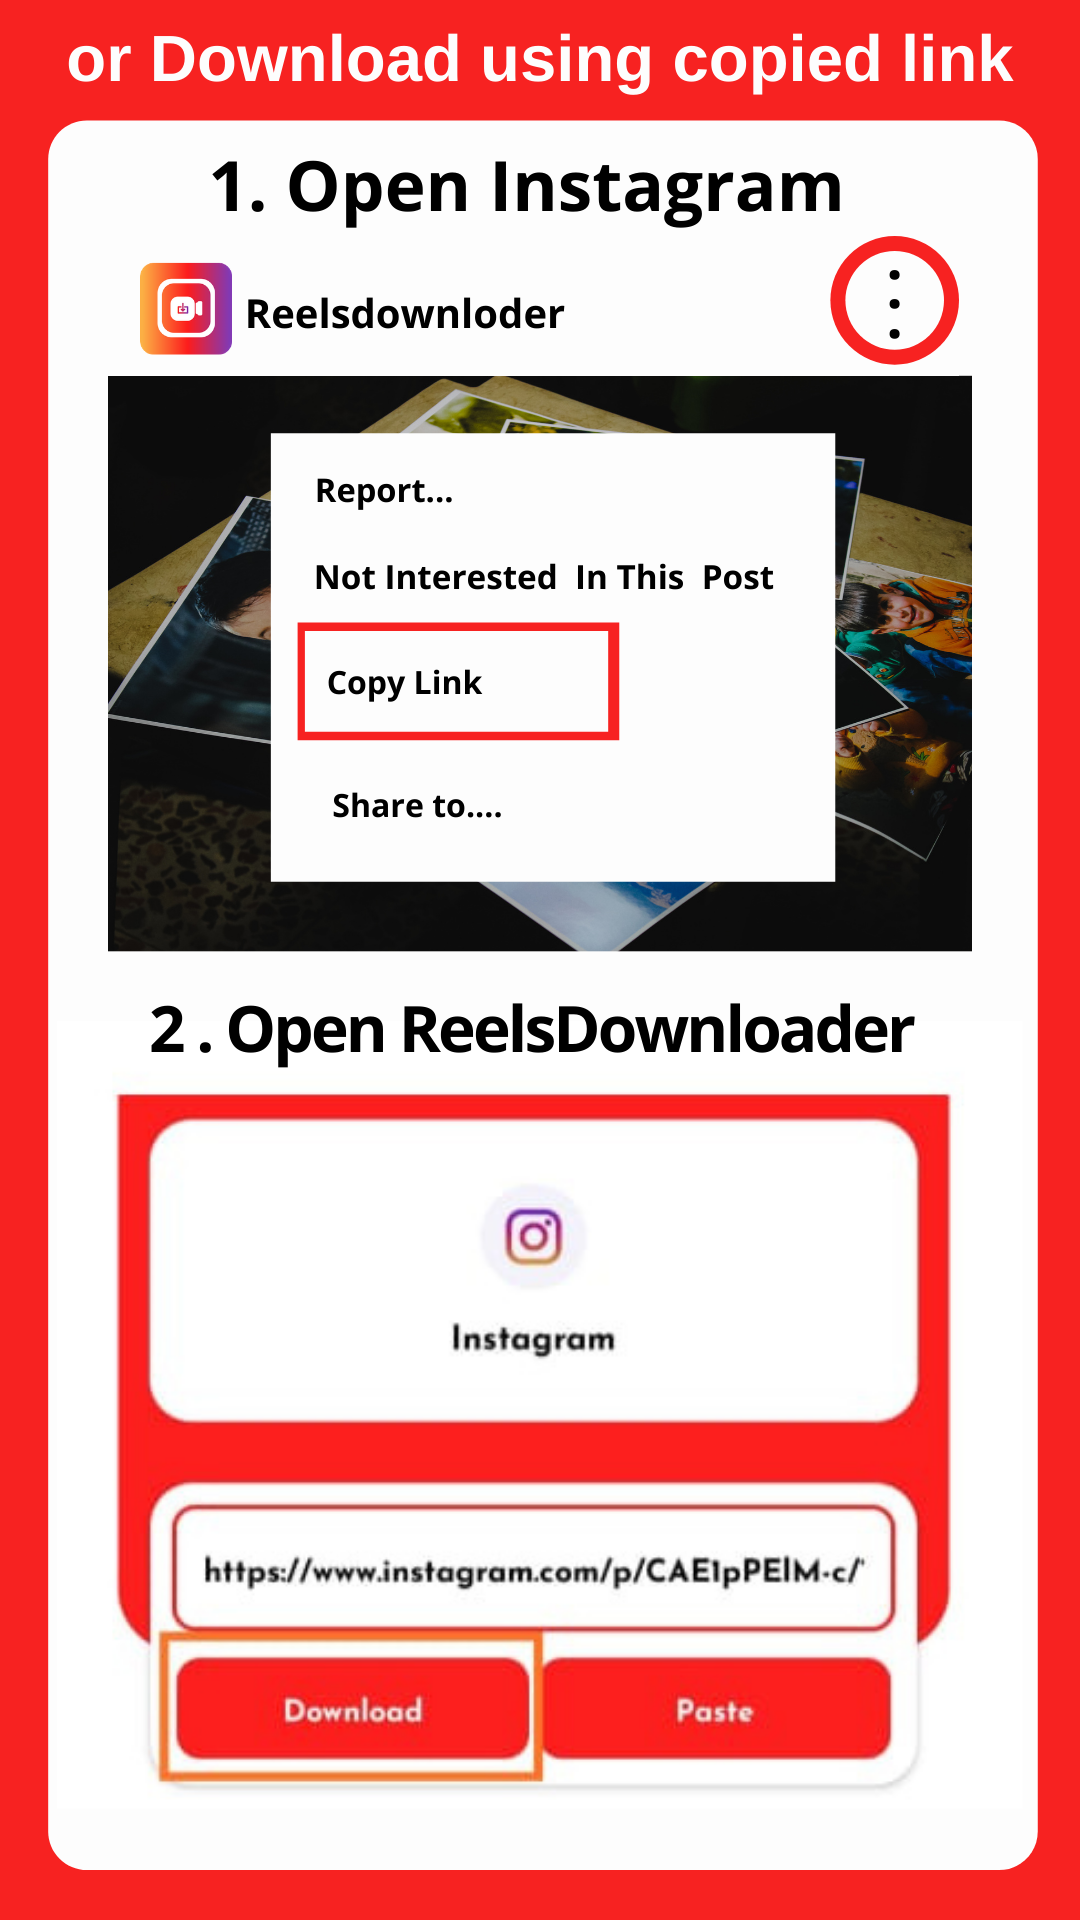 or Download using copied link
1. Open Instagram
Reelsdownloder
Report...
Not Interested In This Post
Copy Link
Share to....
2 . Open ReelsDownloader
Instagram
https://www.instagram.com/p/CAE1pPElM-c/'
Download Paste